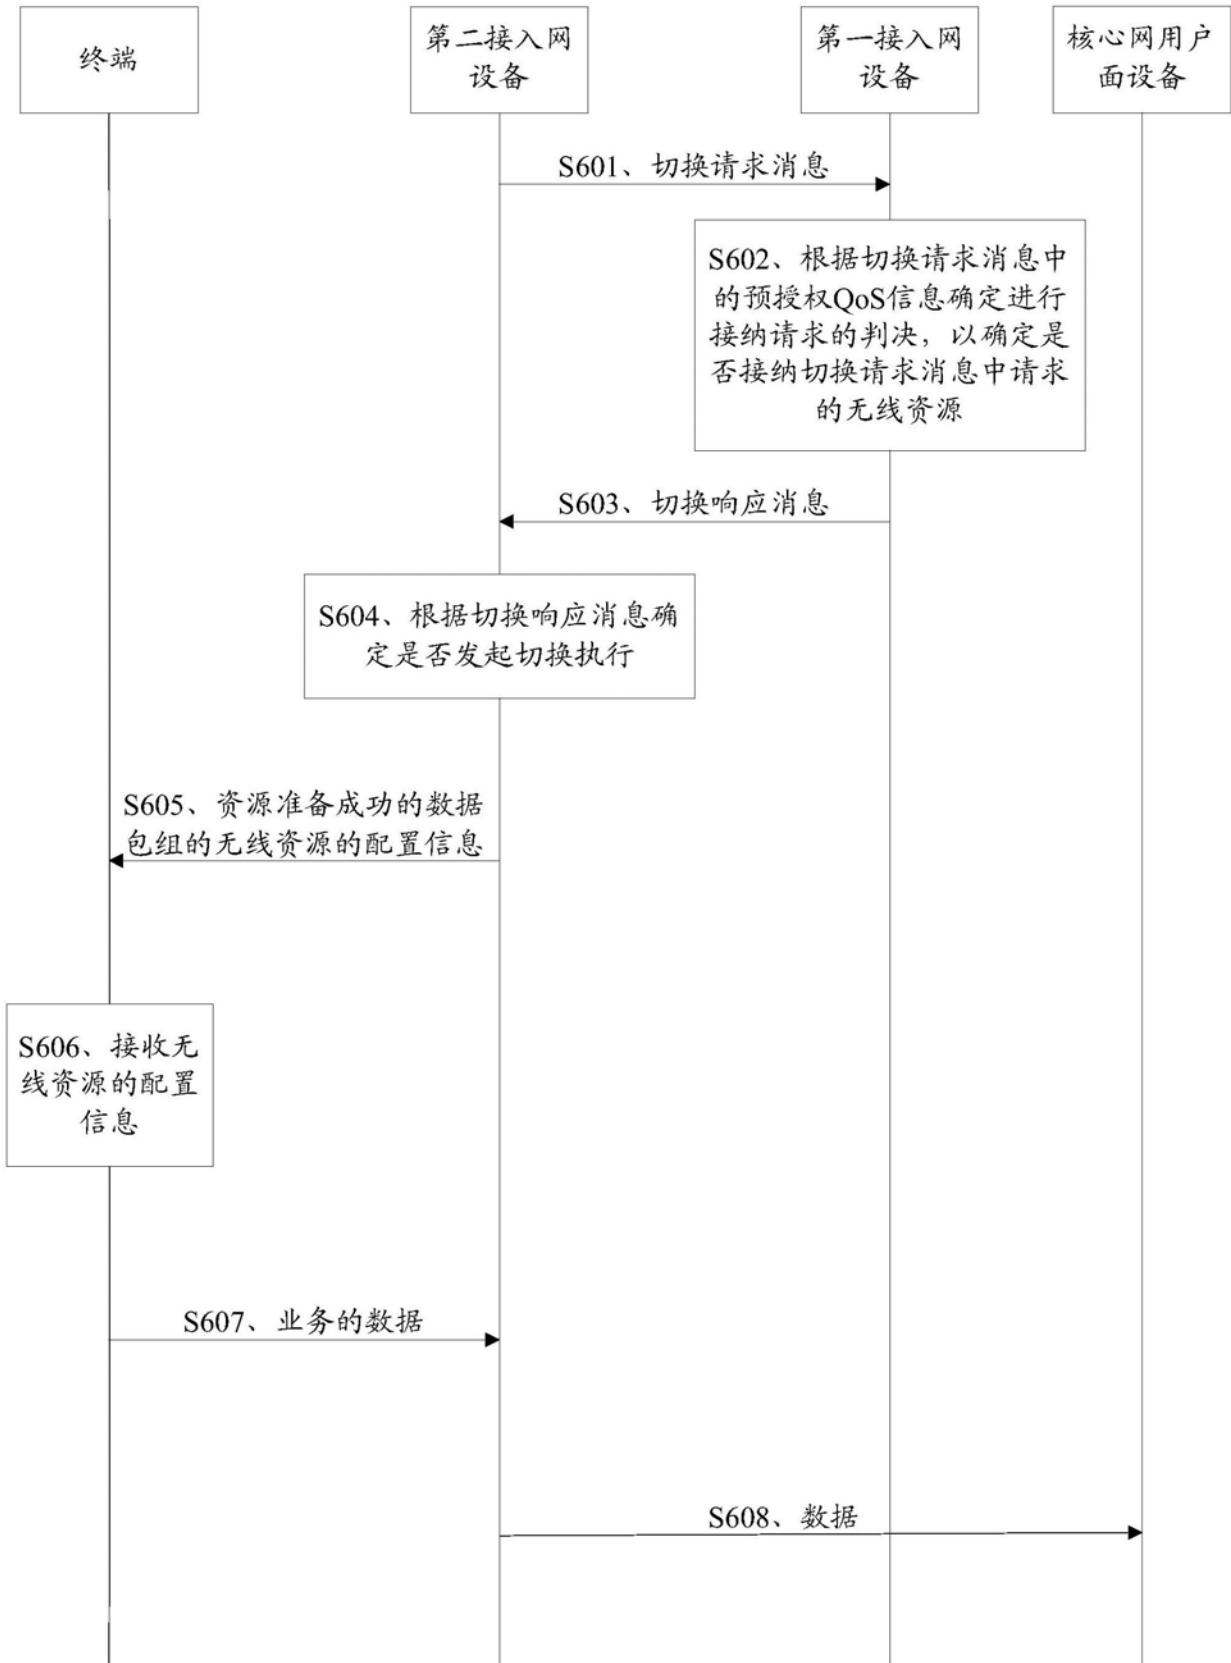 终端
第二接入网
设备
第一接入网
设备
核心网用户
面设备
S601、切换请求消息
S602、根据切换请求消息中
的预授权QoS信息确定进行
接纳请求的判决，以确定是
否接纳切换请求消息中请求
的无线资源
S603、切换响应消息
S604、根据切换响应消息确
定是否发起切换执行
S605、资源准备成功的数据
包组的无线资源的配置信息
S606、接收无
线资源的配置
信息
S607、业务的数据
S608、数据